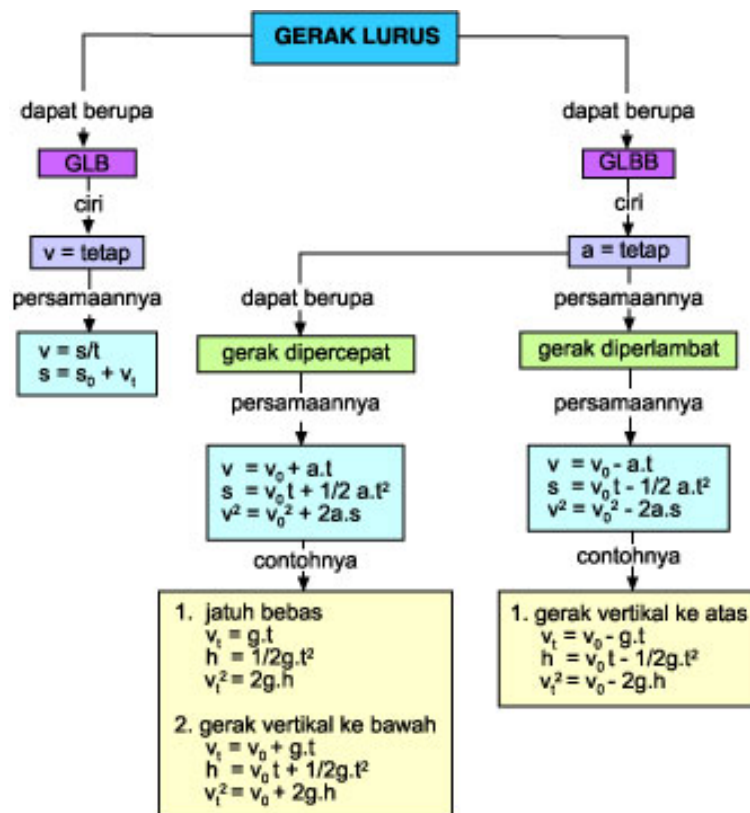 GERAK LURUS
dapat berupa
GLB
ciri
v = tetap
persamaannya
v = s/t
s = s₀ + vₜ
dapat berupa
GLBB
ciri
a = tetap
dapat berupa
gerak dipercepat
persamaannya
v = v₀ + a.t
s = v₀t + 1/2 a.t²
v² = v₀² + 2a.s
contohnya
1. jatuh bebas
vₜ = g.t
h = 1/2g.t²
vₜ² = 2g.h
2. gerak vertikal ke bawah
vₜ = v₀ + g.t
h = v₀t + 1/2g.t²
vₜ² = v₀ + 2g.h
persamaannya
gerak diperlambat
persamaannya
v = v₀ - a.t
s = v₀t - 1/2 a.t²
v² = v₀² - 2a.s
contohnya
1. gerak vertikal ke atas
vₜ = v₀ - g.t
h = v₀t - 1/2g.t²
vₜ² = v₀ - 2g.h